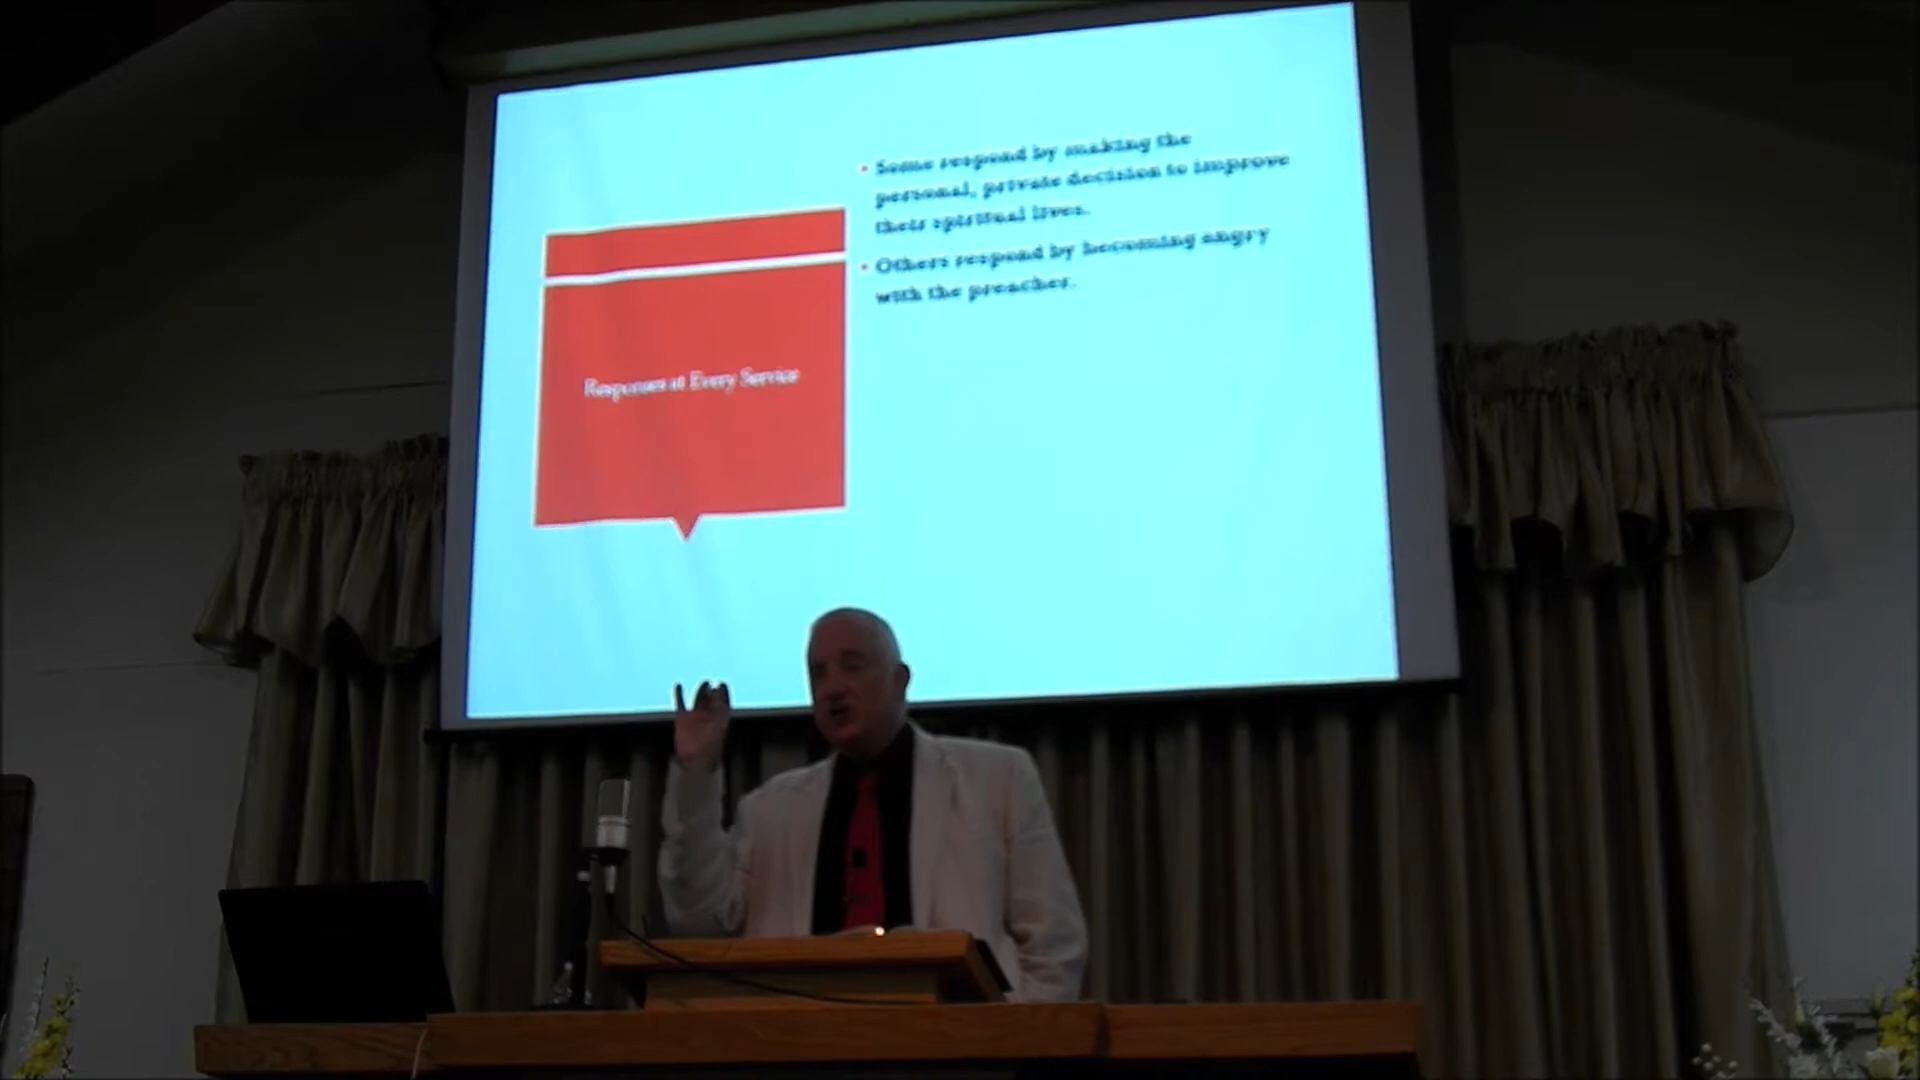 Responses at Every Service
• Some respond by making the
personal, private decision to improve
their spiritual lives.
• Others respond by becoming angry
with the preacher.